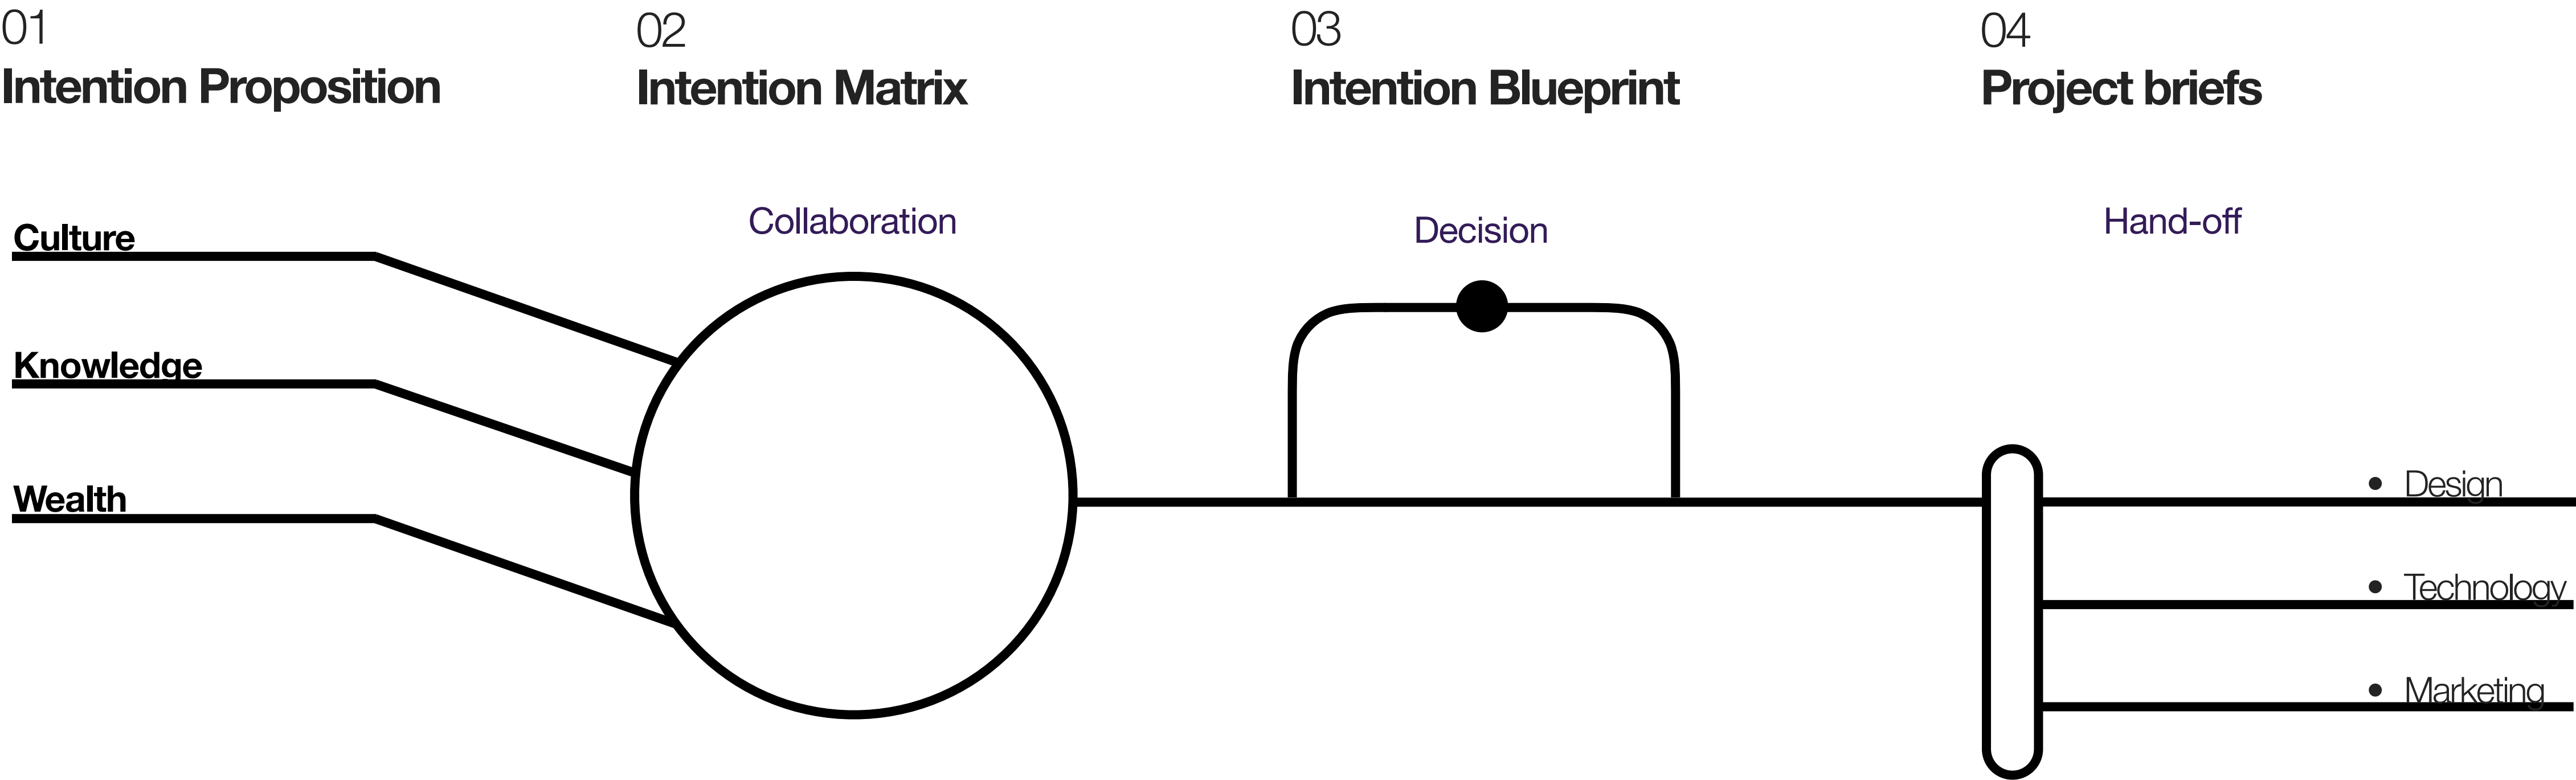 01
Intention Proposition
02
Intention Matrix
03
Intention Blueprint
04
Project briefs
Culture
Knowledge
Wealth
Collaboration
Decision
Hand-off
• Design
• Technology
• Marketing